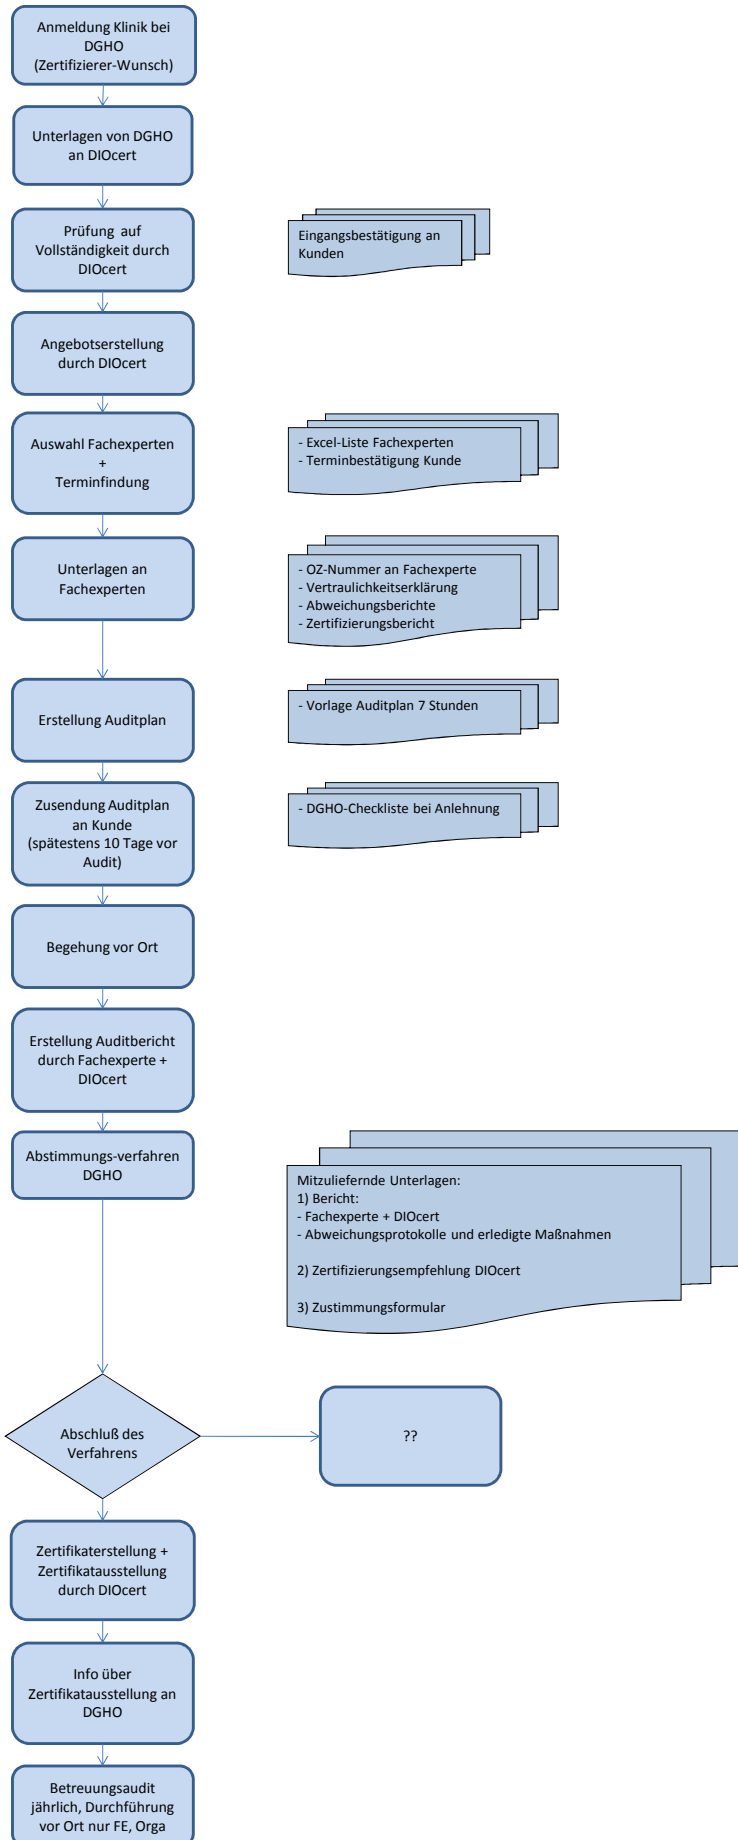 Anmeldung Klinik bei
DGHO
(Zertifizierer-Wunsch)
Unterlagen von DGHO
an DIOcert
Prüfung auf
Vollständigkeit durch
DIOcert
Eingangsbestätigung an
Kunden
Angebotserstellung
durch DIOcert
Auswahl Fachexperten
+
Terminfindung
- Excel-Liste Fachexperten
- Terminbestätigung Kunde
Unterlagen an
Fachexperten
- OZ-Nummer an Fachexperte
- Vertraulichkeitserklärung
- Abweichungsberichte
- Zertifizierungsbericht
Erstellung Auditplan
- Vorlage Auditplan 7 Stunden
Zusendung Auditplan
an Kunde
(spätestens 10 Tage vor
Audit)
- DGHO-Checkliste bei Anlehnung
Begehung vor Ort
Erstellung Auditbericht
durch Fachexperte +
DIOcert
Abstimmungs-verfahren
DGHO
Mitzuliefernde Unterlagen:
1) Bericht:
- Fachexperte + DIOcert
- Abweichungsprotokolle und erledigte Maßnahmen
2) Zertifizierungsempfehlung DIOcert
3) Zustimmungsformular
Abschluß des
Verfahrens
??
Zertifikaterstellung +
Zertifikatausstellung
durch DIOcert
Info über
Zertifikatausstellung an
DGHO
Betreuungsaudit
jährlich, Durchführung
vor Ort nur FE, Orga